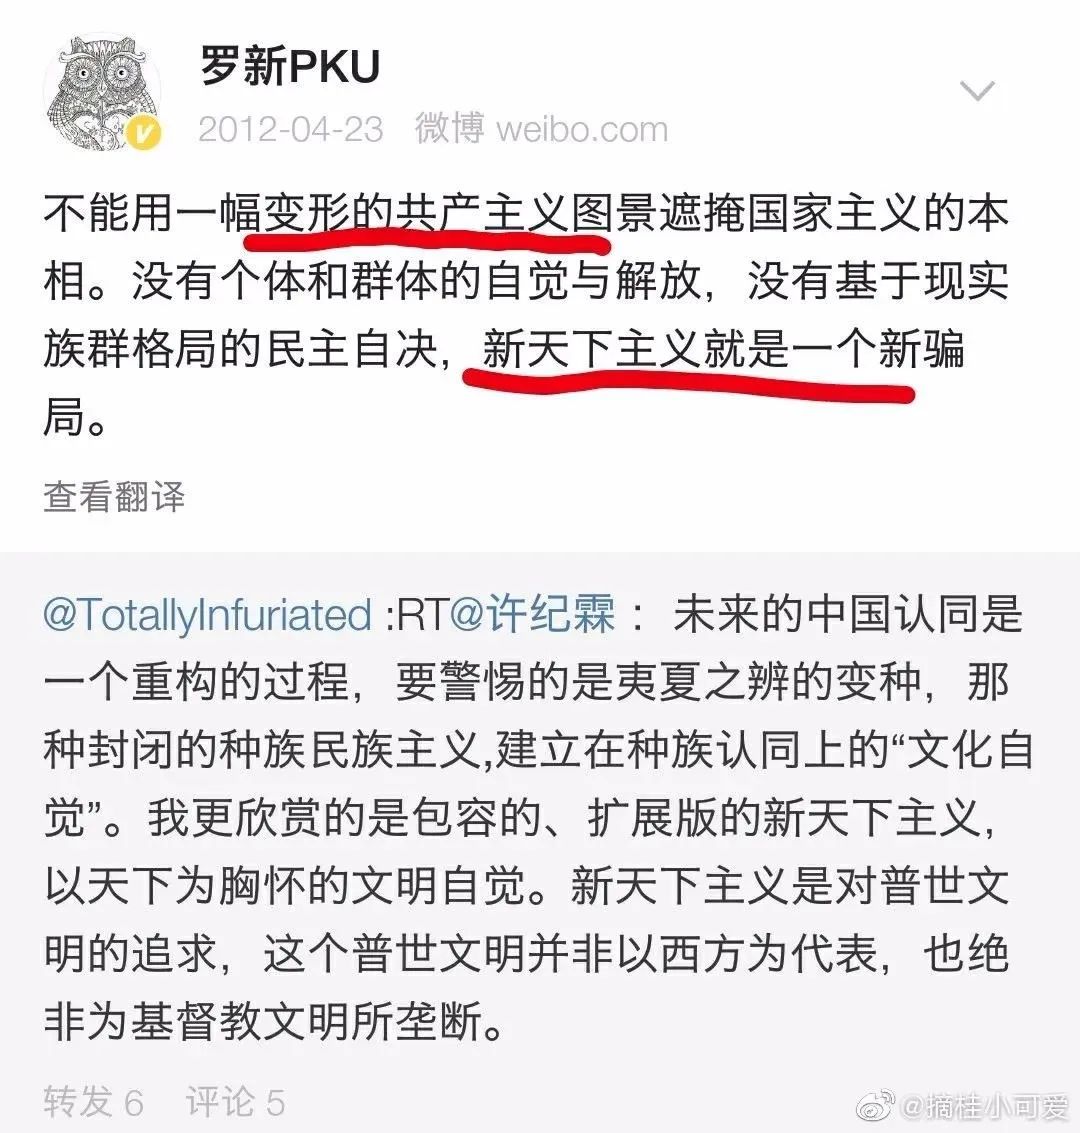 罗新PKU
2012-04-23 微博 weibo.com
不能用一幅变形的共产主义图景遮掩国家主义的本
相。没有个体和群体的自觉与解放，没有基于现实
族群格局的民主自决，新天下主义就是一个新骗
局。
查看翻译
@TotallyInfuriated :RT@许纪霖 ：未来的中国认同是
一个重构的过程，要警惕的是夷夏之辨的变种，那
种封闭的种族民族主义,建立在种族认同上的“文化自
觉”。我更欣赏的是包容的、扩展版的新天下主义，
以天下为胸怀的文明自觉。新天下主义是对普世文
明的追求，这个普世文明并非以西方为代表，也绝
非为基督教文明所垄断。
转发 6 评论 5
@摘桂小可爱